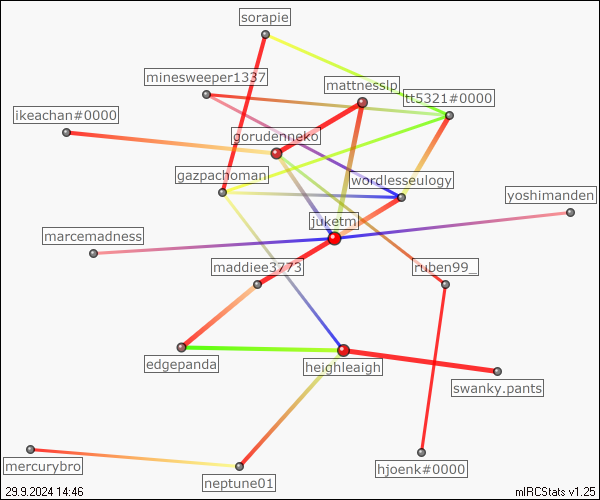 sorapie
minesweeper1337
mattnesslp
tt5321#0000
ikeachan#0000
gorudenneko
gazpachoman
wordlesseulogy
yoshimanden
juketm
marcemadness
maddiee3773
ruben99_
edgepanda
heighleaigh
swanky.pants
mercurybro
neptune01
hjoenk#0000
29.9.2024 14:46
mIRCStats v1.25